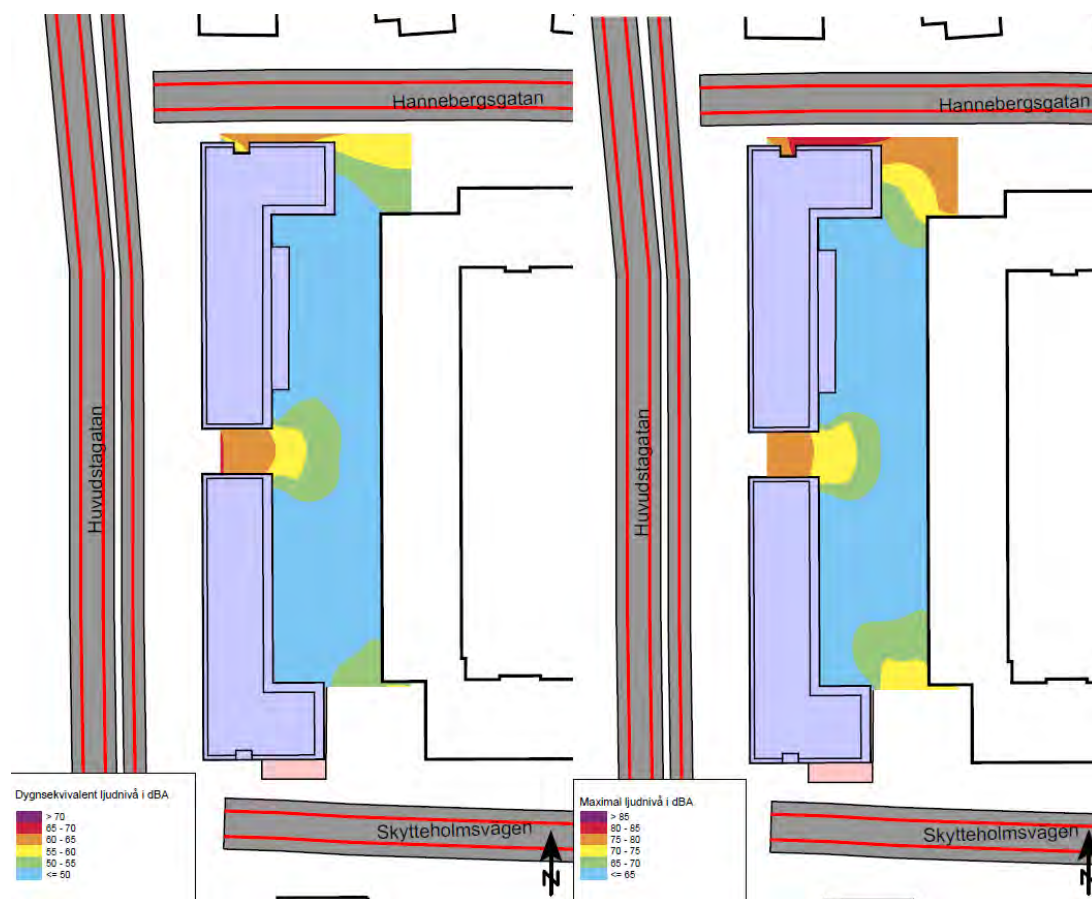 Hannebergsgatan
Huvudstagatan
Skytteholmsvägen
Dygnsekvivalent ljudnivå i dBA
> 70
65 - 70
60 - 65
55 - 60
50 - 55
<= 50
N
Hannebergsgatan
Huvudstagatan
Skytteholmsvägen
Maximal ljudnivå i dBA
> 85
80 - 85
75 - 80
70 - 75
65 - 70
<= 65
N